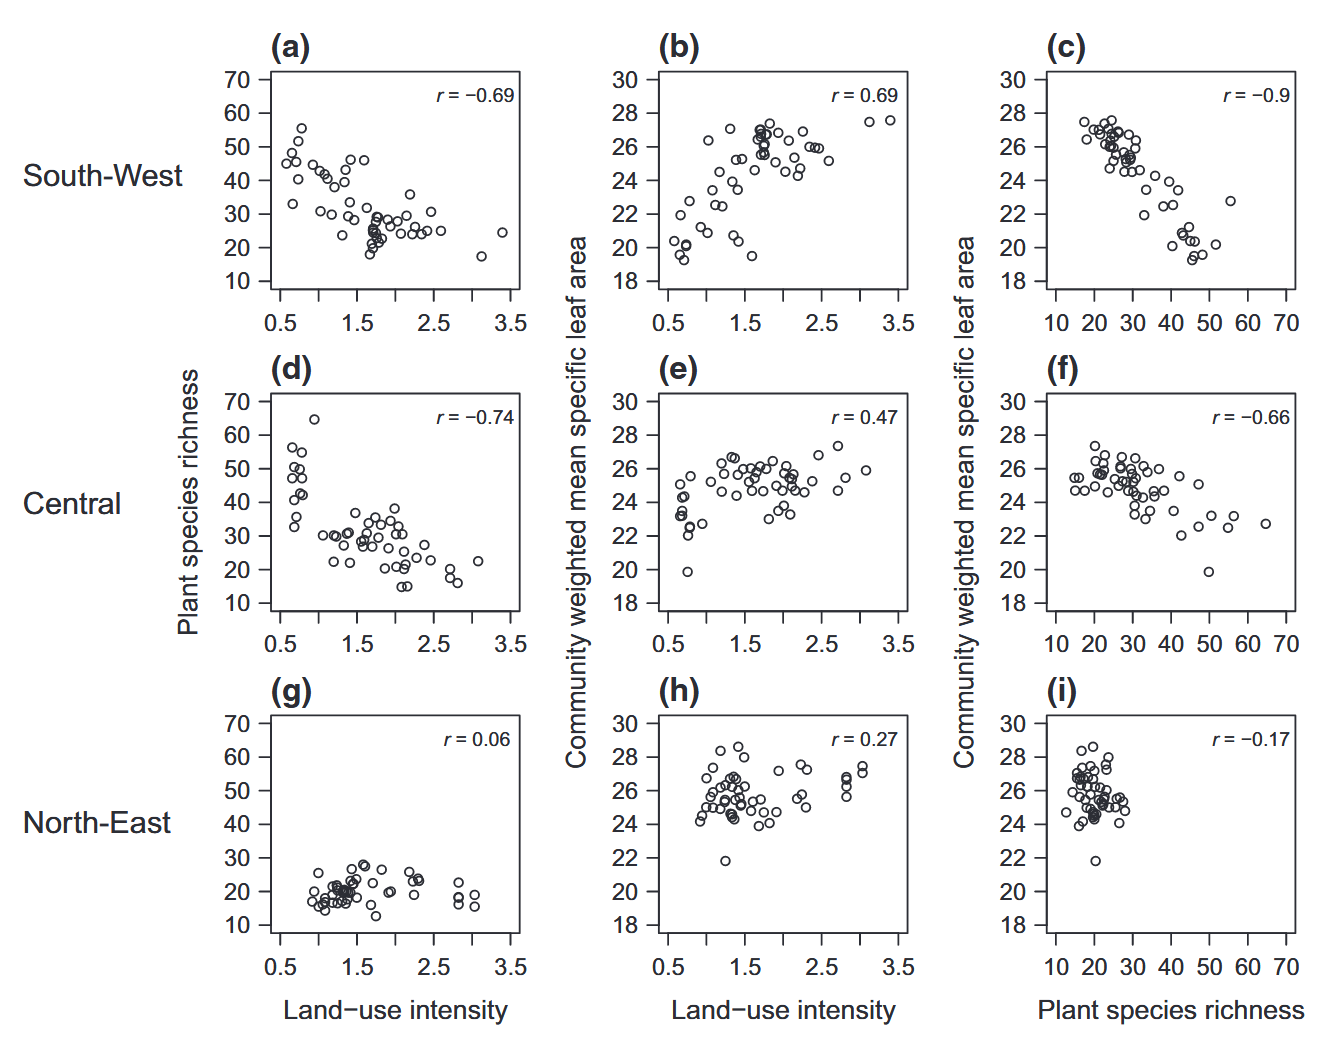 (a)
(b)
(c)
70
60
50
40
30
20
10
r = −0.69
0.5
1.5
2.5
3.5
30
28
26
24
22
20
18
r = 0.69
0.5
1.5
2.5
3.5
30
28
26
24
22
20
18
r = −0.9
10 20 30 40 50 60 70
South-West
(d)
(e)
(f)
70
60
50
40
30
20
10
r = −0.74
0.5
1.5
2.5
3.5
30
28
26
24
22
20
18
r = 0.47
0.5
1.5
2.5
3.5
30
28
26
24
22
20
18
r = −0.66
10 20 30 40 50 60 70
Central
Plant species richness
Community weighted mean specific leaf area
Community weighted mean specific leaf area
(g)
(h)
(i)
70
60
50
40
30
20
10
r = 0.06
0.5
1.5
2.5
3.5
30
28
26
24
22
20
18
r = 0.27
0.5
1.5
2.5
3.5
30
28
26
24
22
20
18
r = −0.17
10 20 30 40 50 60 70
North-East
Land−use intensity
Land−use intensity
Plant species richness